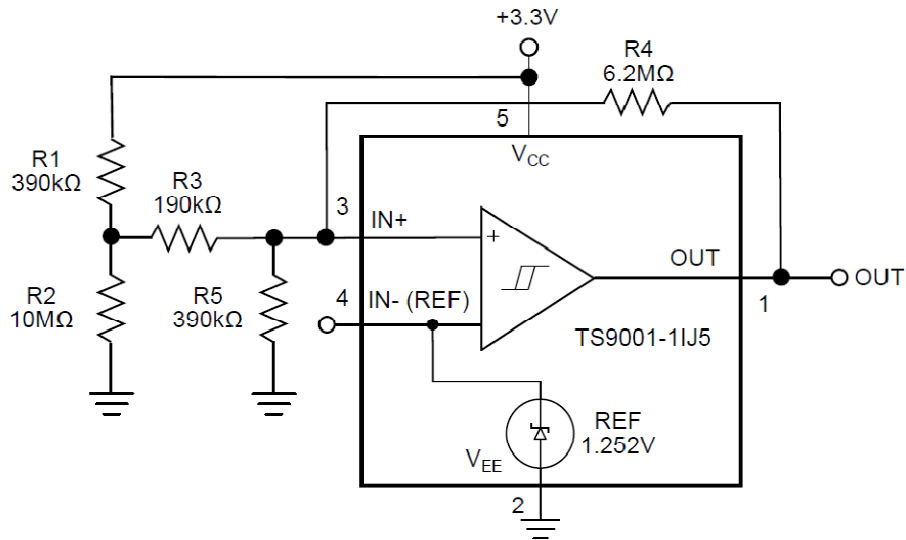 +3.3V
R4
6.2MΩ
5
VCC
R1
390kΩ
R3
190kΩ
3
IN+
+
OUT
OUT
1
R2
10MΩ
R5
390kΩ
4
IN- (REF)
TS9001-1IJ5
REF
1.252V
VEE
2